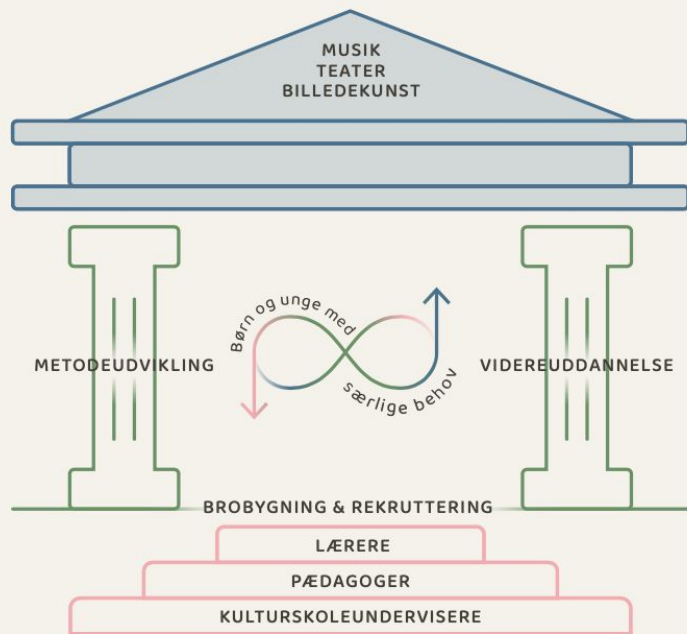 MUSIK
TEATER
BILLEDEKUNST
Børn og unge med
særlige behov
METODEUDVIKLING
VIDEREUDDANNELSE
BROBYGNING & REKRUTTERING
LÆRERE
PÆDAGOGER
KULTURSKOLEUNDERVISERE